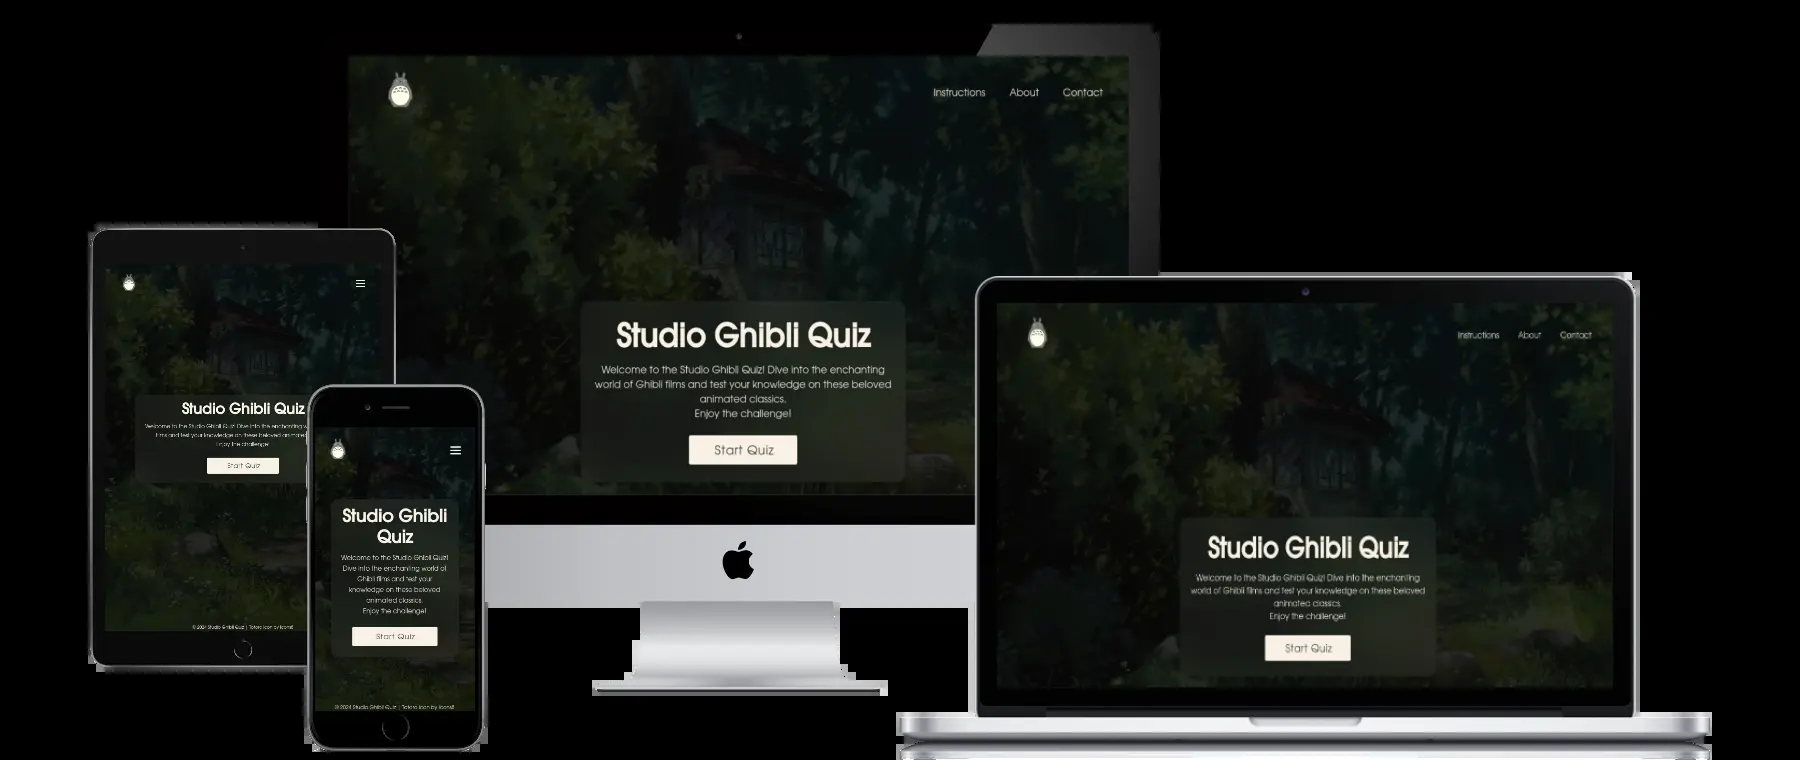 Instructions About Contact
Studio Ghibli Quiz
Welcome to the Studio Ghibli Quiz! Dive into the enchanting
world of Ghibli films and test your knowledge on these beloved
animated classics.
Enjoy the challenge!
Start Quiz
Studio Ghibli Quiz
Welcome to the Studio Ghibli Quiz! Dive into the enchanting
films and test your knowledge on these beloved
Enjoy the challenge!
Start Quiz
© 2024 Studio Ghibli Quiz | Totoro icon by Icons8
Studio Ghibli
Quiz
Welcome to the Studio Ghibli Quiz!
Dive into the enchanting world of
Ghibli films and test your
knowledge on these beloved
animated classics.
Enjoy the challenge!
Start Quiz
© 2024 Studio Ghibli Quiz | Totoro icon by Icons8
Instructions About Contact
Studio Ghibli Quiz
Welcome to the Studio Ghibli Quiz! Dive into the enchanting
world of Ghibli films and test your knowledge on these beloved
animated classics.
Enjoy the challenge!
Start Quiz